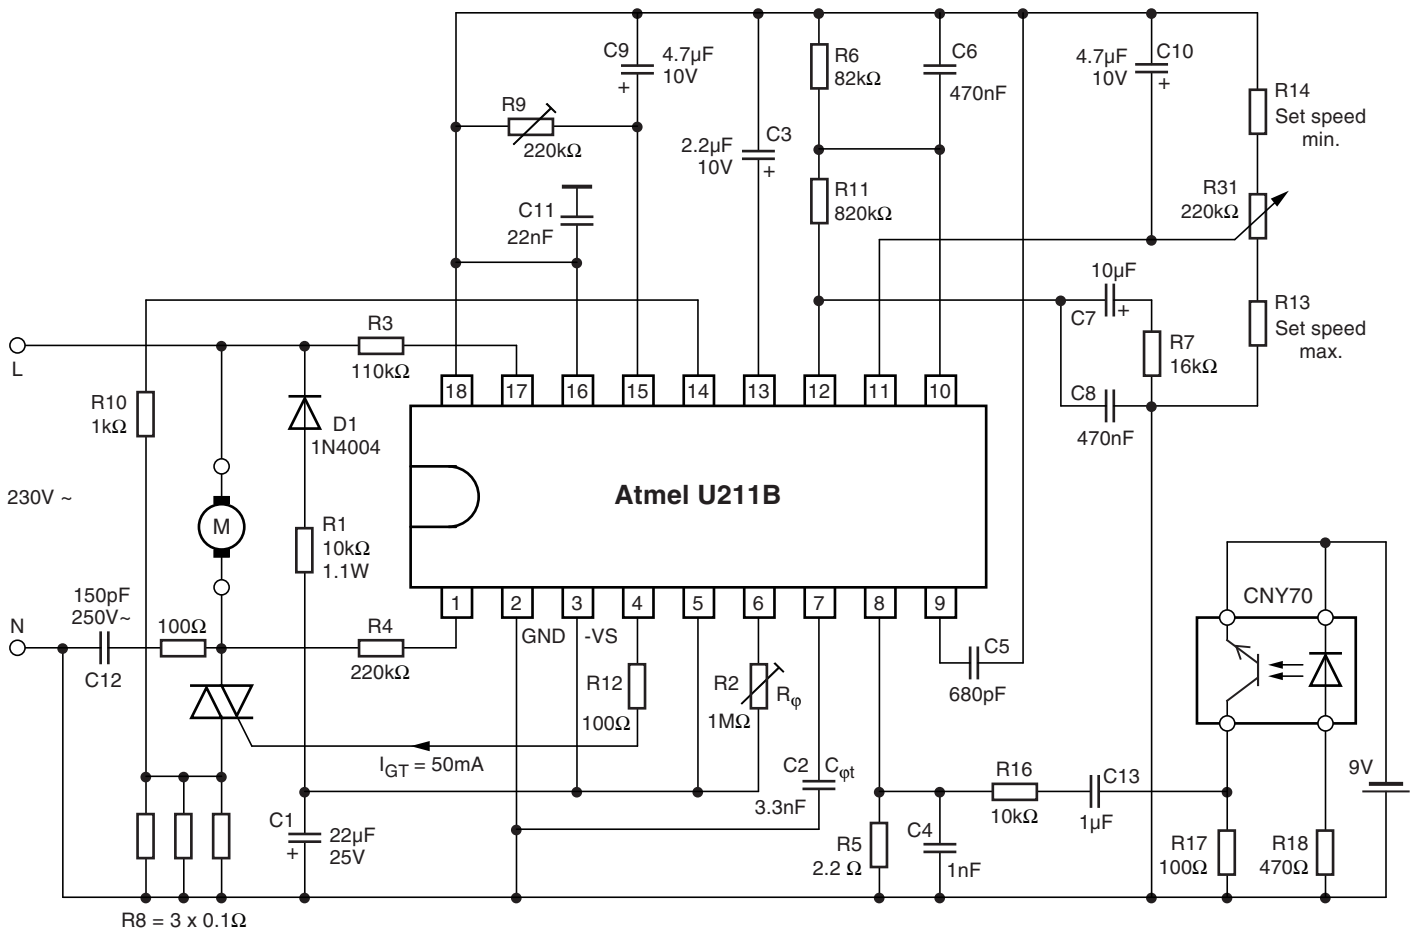 C9
4.7µF
10V
R6
82kΩ
C6
470nF
4.7µF
10V
C10
R14
Set speed
min.
+
+
R9
220kΩ
2.2µF
10V
C3
+
R11
820kΩ
R31
220kΩ
C11
22nF
10µF
C7
+
R3
110kΩ
R13
Set speed
max.
R7
16kΩ
L
18
17
16
15
14
13
12
11
10
C8
470nF
R10
1kΩ
D1
1N4004
230V ~
M
Atmel U211B
R1
10kΩ
1.1W
150pF
250V~
N
100Ω
R4
220kΩ
C12
1
2
3
4
5
6
7
8
9
GND
-VS
CNY70
C5
680pF
R12
100Ω
R2
1MΩ
Rφ
IGT = 50mA
C2
Cφt
3.3nF
R16
10kΩ
C13
1µF
9V
C1
22µF
25V
+
R5
2.2 Ω
C4
1nF
R17
100Ω
R18
470Ω
R8 = 3 x 0.1Ω